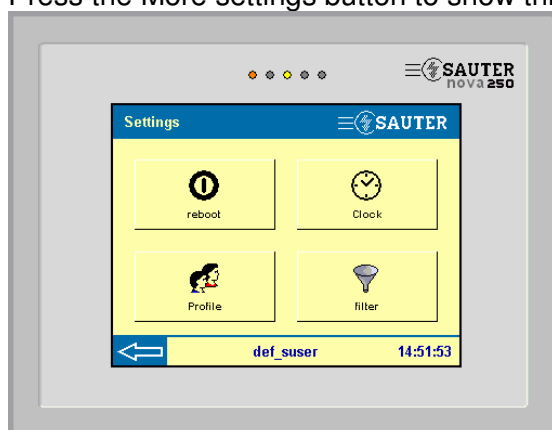 Press the More settings button to show thi
SAUTER
nova 250
Settings
SAUTER
reboot
Clock
Profile
filter
def_suser
14:51:53